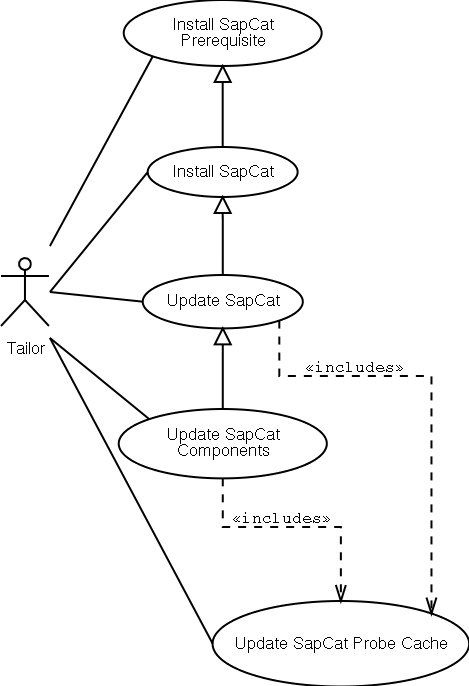 Install SapCat
Prerequisite
Install SapCat
Update SapCat
Tailor
«includes»
Update SapCat
Components
«includes»
Update SapCat Probe Cache